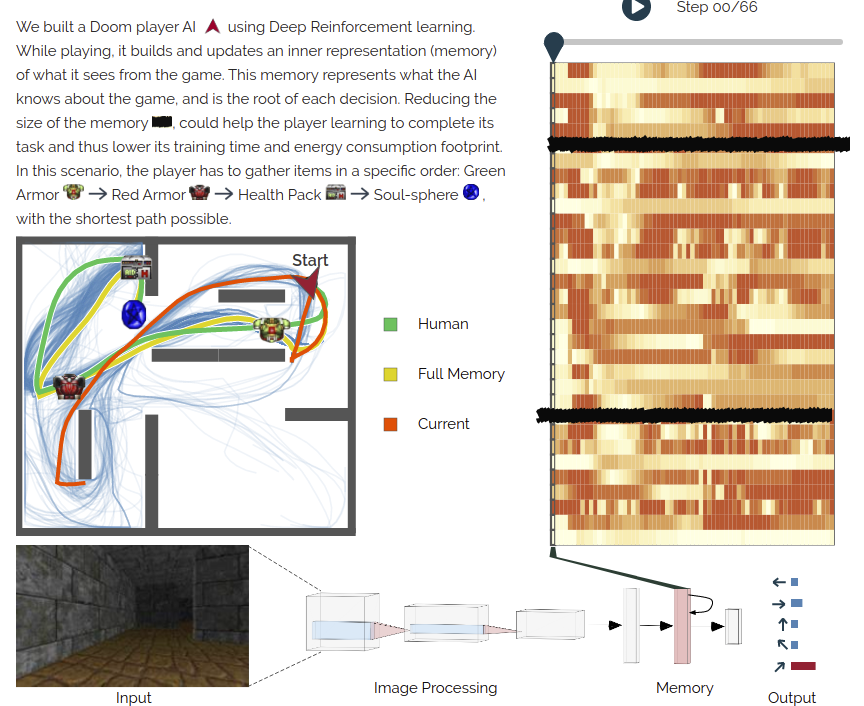 We built a Doom player AI using Deep Reinforcement learning.
While playing, it builds and updates an inner representation (memory)
of what it sees from the game. This memory represents what the AI
knows about the game, and is the root of each decision. Reducing the
size of the memory , could help the player learning to complete its
task and thus lower its training time and energy consumption footprint.
In this scenario, the player has to gather items in a specific order: Green
Armor → Red Armor → Health Pack → Soul-sphere ,
with the shortest path possible.
Step 00/66
Start
Human
Full Memory
Current
Input
Image Processing
Memory
Output